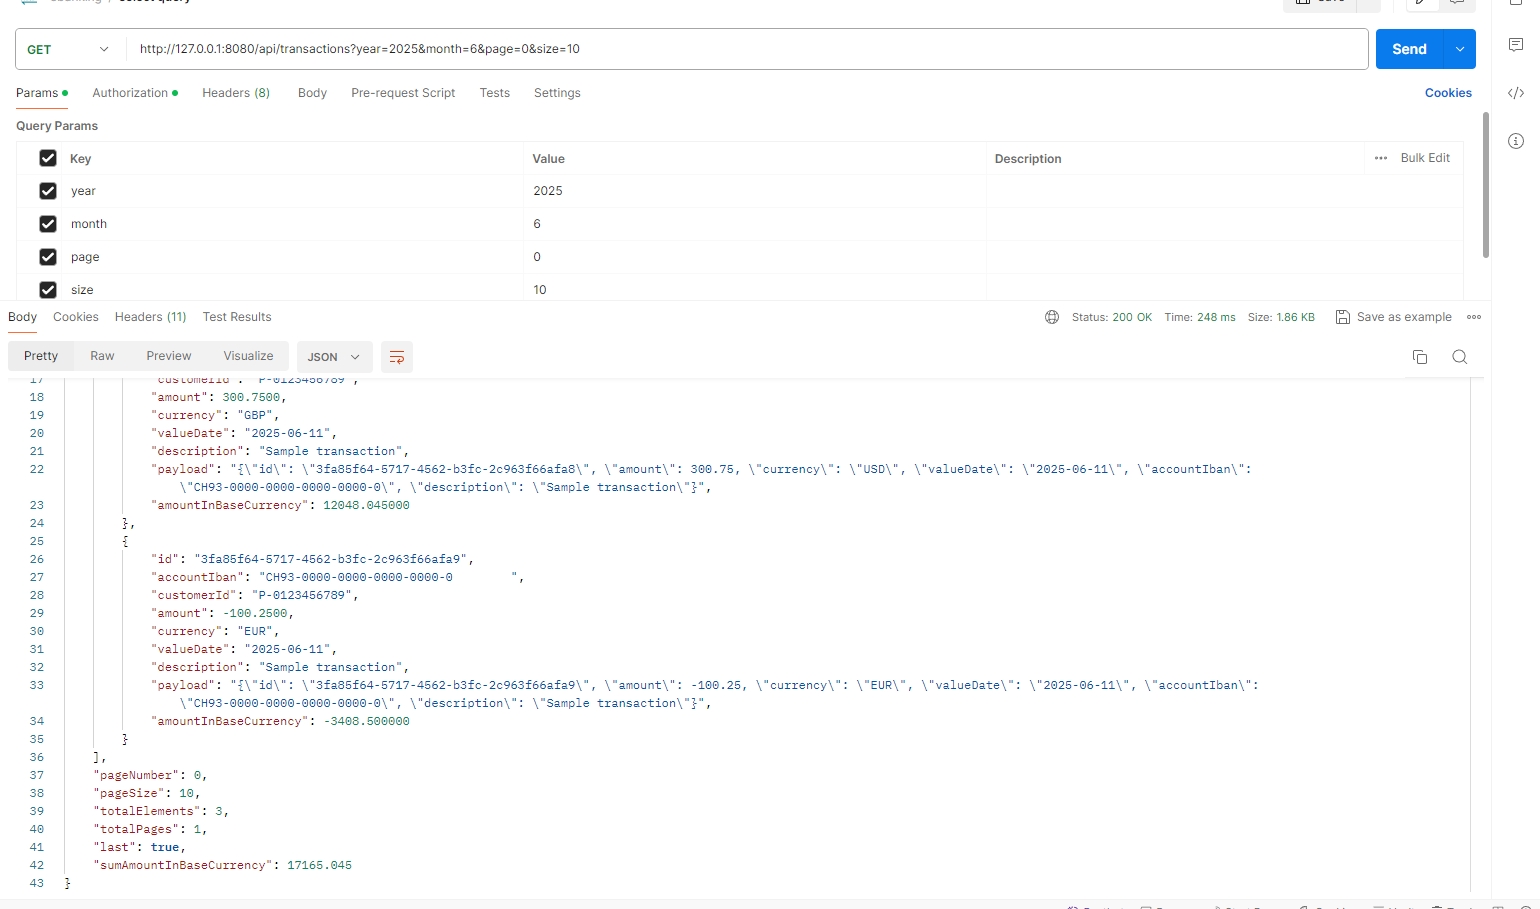 select query
Save
GET http://127.0.0.1:8080/api/transactions?year=2025&month=6&page=0&size=10 Send
Params Authorization Headers (8) Body Pre-request Script Tests Settings Cookies
Query Params
Key Value Description Bulk Edit
year 2025
month 6
page 0
size 10
Body Cookies Headers (11) Test Results Status: 200 OK Time: 248 ms Size: 1.86 KB Save as example
Pretty Raw Preview Visualize JSON
17 "customerId": "P-0123456789",
18 "amount": 300.7500,
19 "currency": "GBP",
20 "valueDate": "2025-06-11",
21 "description": "Sample transaction",
22 "payload": "{\"id\": \"3fa85f64-5717-4562-b3fc-2c963f66afa8\", \"amount\": 300.75, \"currency\": \"USD\", \"valueDate\": \"2025-06-11\", \"accountIban\":
\"CH93-0000-0000-0000-0000-0\", \"description\": \"Sample transaction\"}",
23 "amountInBaseCurrency": 12048.045000
24 },
25 {
26 "id": "3fa85f64-5717-4562-b3fc-2c963f66afa9",
27 "accountIban": "CH93-0000-0000-0000-0000-0        ",
28 "customerId": "P-0123456789",
29 "amount": -100.2500,
30 "currency": "EUR",
31 "valueDate": "2025-06-11",
32 "description": "Sample transaction",
33 "payload": "{\"id\": \"3fa85f64-5717-4562-b3fc-2c963f66afa9\", \"amount\": -100.25, \"currency\": \"EUR\", \"valueDate\": \"2025-06-11\", \"accountIban\":
\"CH93-0000-0000-0000-0000-0\", \"description\": \"Sample transaction\"}",
34 "amountInBaseCurrency": -3408.500000
35 }
36 ],
37 "pageNumber": 0,
38 "pageSize": 10,
39 "totalElements": 3,
40 "totalPages": 1,
41 "last": true,
42 "sumAmountInBaseCurrency": 17165.045
43 }